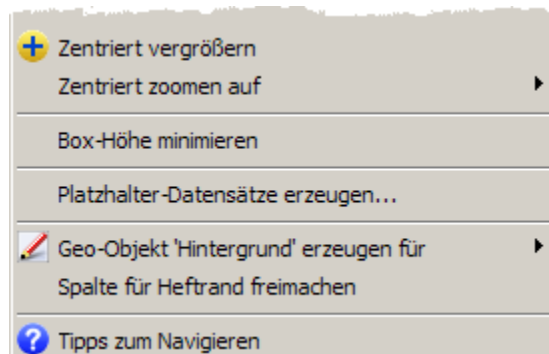 Zentriert vergrößern
Zentriert zoomen auf
Box-Höhe minimieren
Platzhalter-Datensätze erzeugen...
Geo-Objekt 'Hintergrund' erzeugen für
Spalte für Heftrand freimachen
Tipps zum Navigieren